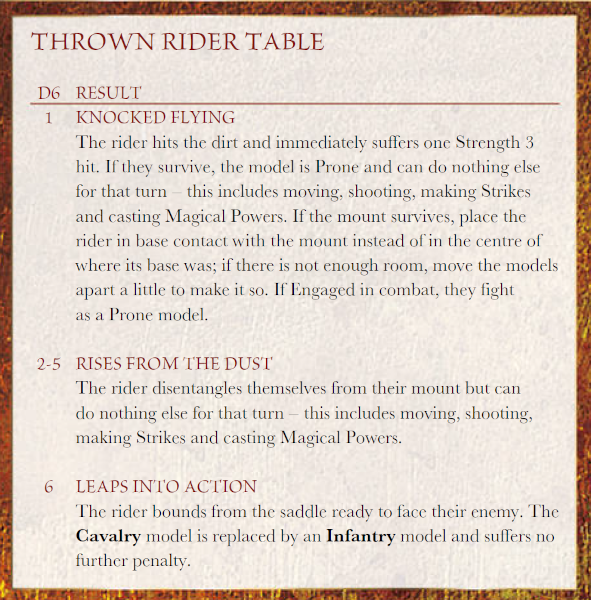 THROWN RIDER TABLE
D6 RESULT
1 KNOCKED FLYING
The rider hits the dirt and immediately suffers one Strength 3
hit. If they survive, the model is Prone and can do nothing else
for that turn – this includes moving, shooting, making Strikes
and casting Magical Powers. If the mount survives, place the
rider in base contact with the mount instead of in the centre of
where its base was; if there is not enough room, move the models
apart a little to make it so. If Engaged in combat, they fight
as a Prone model.
2-5 RISES FROM THE DUST
The rider disentangles themselves from their mount but can
do nothing else for that turn – this includes moving, shooting,
making Strikes and casting Magical Powers.
6 LEAPS INTO ACTION
The rider bounds from the saddle ready to face their enemy. The
Cavalry model is replaced by an Infantry model and suffers no
further penalty.